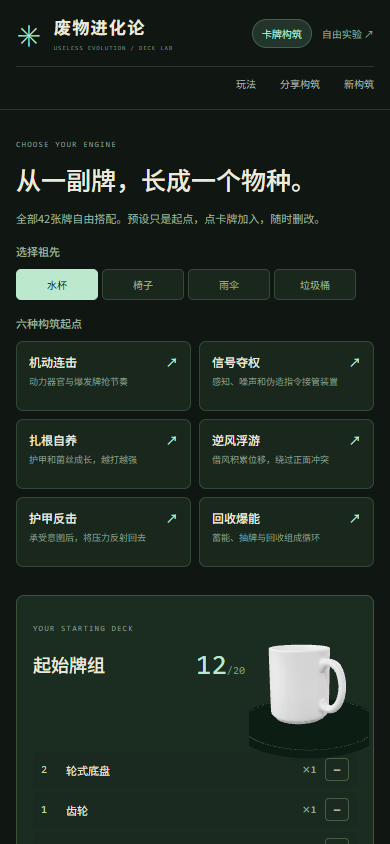 废物进化论
USELESS EVOLUTION / DECK LAB
卡牌构筑
自由实验 ↗
玩法 分享构筑 新构筑
CHOOSE YOUR ENGINE
从一副牌，长成一个物种。
全部42张牌自由搭配。预设只是起点，点卡牌加入，随时删改。
选择祖先
水杯 椅子 雨伞 垃圾桶
六种构筑起点
机动连击 ↗
动力器官与爆发牌抢节奏
信号夺权 ↗
感知、噪声和伪造指令接管装置
扎根自养 ↗
护甲和菌丝成长，越打越强
逆风浮游 ↗
借风积累位移，绕过正面冲突
护甲反击 ↗
承受意图后，将压力反射回去
回收爆能 ↗
蓄能、抽牌与回收组成循环
YOUR STARTING DECK
起始牌组
12/20
2 轮式底盘 ×1 −
1 齿轮 ×1 −